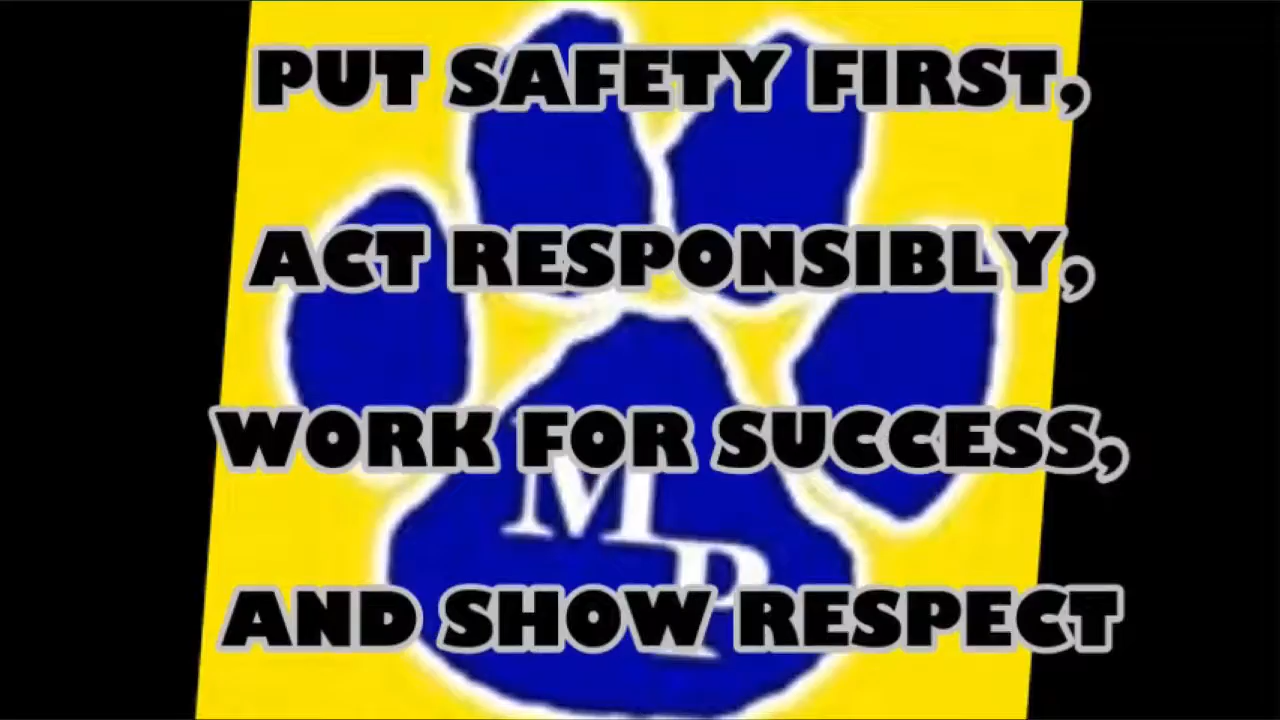 PUT SAFETY FIRST,
ACT RESPONSIBLY,
WORK FOR SUCCESS,
M
P
AND SHOW RESPECT